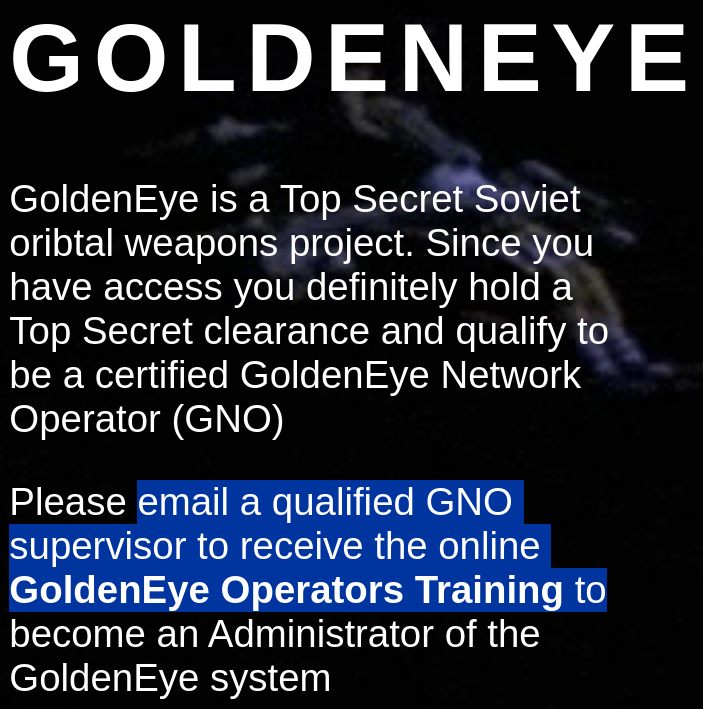 GOLDENEYE
GoldenEye is a Top Secret Soviet
oribtal weapons project. Since you
have access you definitely hold a
Top Secret clearance and qualify to
be a certified GoldenEye Network
Operator (GNO)
Please email a qualified GNO
supervisor to receive the online
GoldenEye Operators Training to
become an Administrator of the
GoldenEye system